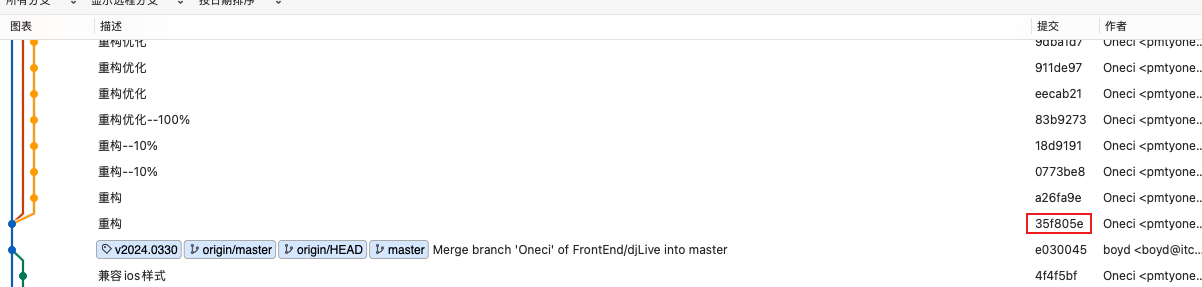 所有分支 显示远程分支 按日期排序
图表 描述 提交 作者
重构优化 9dba1d7 Oneci <pmtyone...
重构优化 911de97 Oneci <pmtyone...
重构优化 eecab21 Oneci <pmtyone...
重构优化--100% 83b9273 Oneci <pmtyone...
重构--10% 18d9191 Oneci <pmtyone...
重构--10% 0773be8 Oneci <pmtyone...
重构 a26fa9e Oneci <pmtyone...
重构 35f805e Oneci <pmtyone...
v2024.0330 origin/master origin/HEAD master Merge branch 'Oneci' of FrontEnd/djLive into master e030045 boyd <boyd@itc...
兼容ios样式 4f4f5bf Oneci <pmtyone...